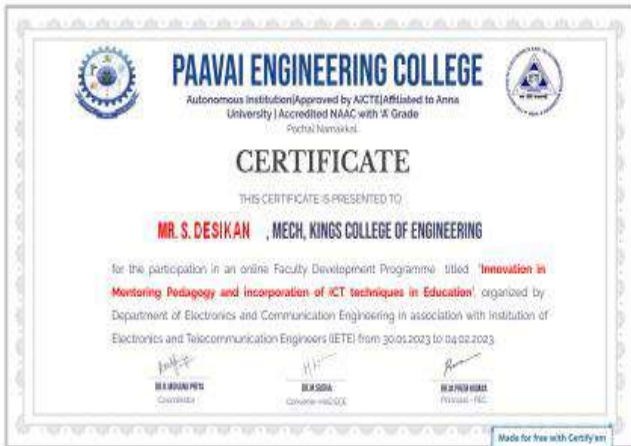 PAAVAI ENGINEERING COLLEGE
Autonomous Institution|Approved by AICTE|Affiliated to Anna
University | Accredited NAAC with 'A' Grade
Pachal Namakkal.
CERTIFICATE
THIS CERTIFICATE IS PRESENTED TO
MR. S. DESIKAN , MECH, KINGS COLLEGE OF ENGINEERING
for the participation in an online Faculty Development Programme titled "Innovation in
Mentoring Pedagogy and incorporation of ICT techniques in Education", organized by
Department of Electronics and Communication Engineering in association with Institution of
Electronics and Telecommunication Engineers (IETE) from 30.01.2023 to 04.02.2023.
Coordinator
Principal - PEC
Made for free with Certify'em